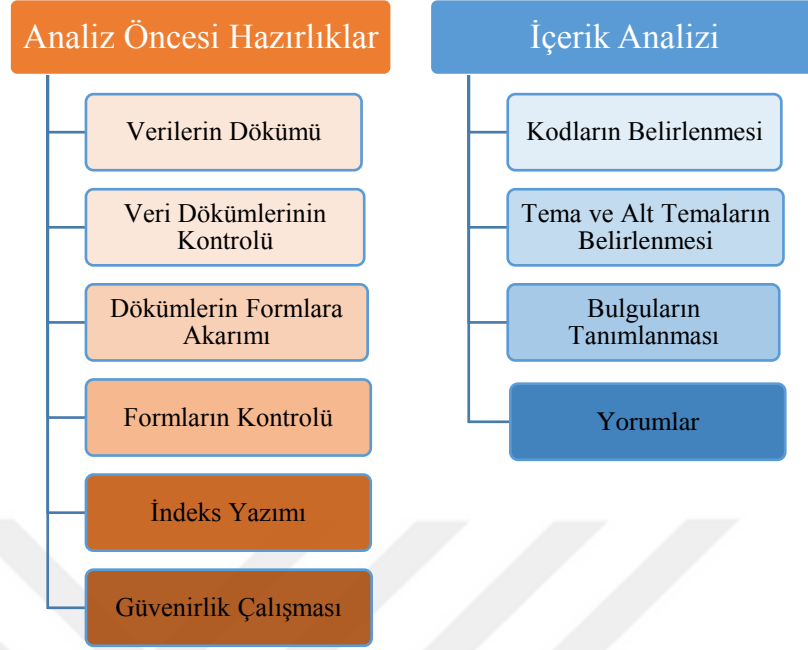 Analiz Öncesi Hazırlıklar
Verilerin Dökümü
Veri Dökümlerinin
Kontrolü
Dökümlerin Formlara
Akarımı
Formların Kontrolü
İndeks Yazımı
Güvenirlik Çalışması
İçerik Analizi
Kodların Belirlenmesi
Tema ve Alt Temaların
Belirlenmesi
Bulguların
Tanımlanması
Yorumlar